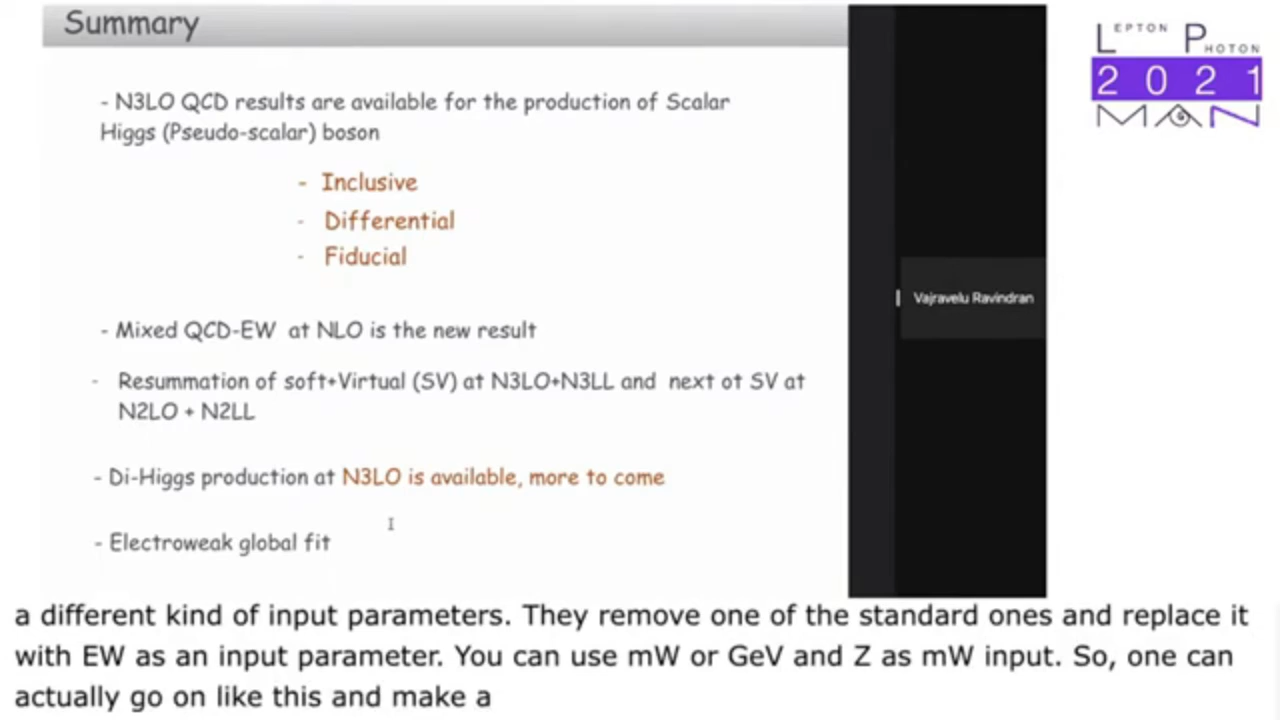 Summary
- N3LO QCD results are available for the production of Scalar
Higgs (Pseudo-scalar) boson
- Inclusive
- Differential
- Fiducial
- Mixed QCD-EW at NLO is the new result
- Resummation of soft+Virtual (SV) at N3LO+N3LL and next ot SV at
N2LO + N2LL
- Di-Higgs production at N3LO is available, more to come
- Electroweak global fit
LEPTON PHOTON
2021
MAN
Vajravelu Ravindran
a different kind of input parameters. They remove one of the standard ones and replace it
with EW as an input parameter. You can use mW or GeV and Z as mW input. So, one can
actually go on like this and make a